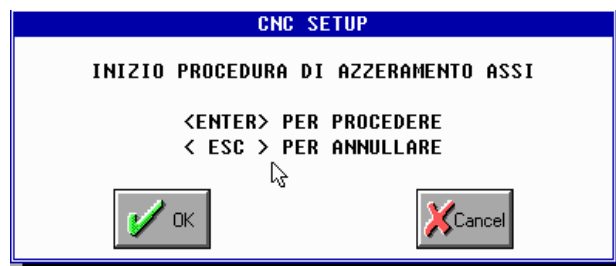 CNC SETUP
INIZIO PROCEDURA DI AZZERAMENTO ASSI
<ENTER> PER PROCEDERE
< ESC > PER ANNULLARE
OK
Cancel